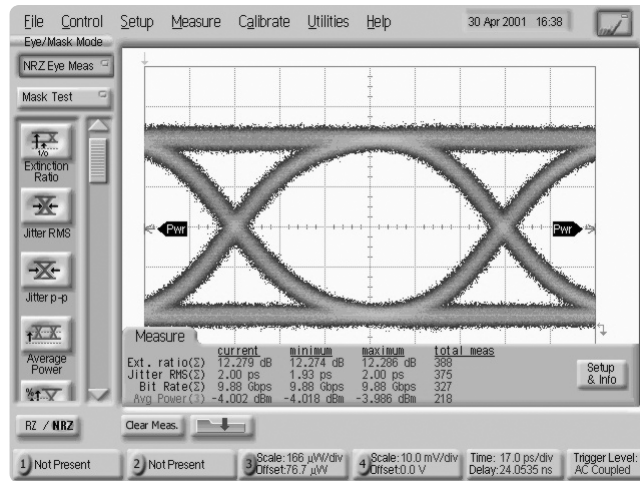 File Control Setup Measure Calibrate Utilities Help 30 Apr 2001 16:38
Eye/Mask Mode
NRZ Eye Meas
Mask Test
1/0
Extinction
Ratio
Jitter RMS
Jitter p-p
Average
Power
Pwr Pwr
Measure
current minimum maximum total meas
Ext. ratio(Σ) 12.279 dB 12.274 dB 12.286 dB 388
Jitter RMS(Σ) 2.00 ps 1.93 ps 2.00 ps 375
Bit Rate(Σ) 9.88 Gbps 9.88 Gbps 9.88 Gbps 327
Avg Power(3) -4.002 dBm -4.018 dBm -3.986 dBm 218
Setup
& Info
RZ / NRZ
Clear Meas.
1) Not Present
2) Not Present
3) Scale:166 µW/div
Offset:76.7 µW
4) Scale:10.0 mV/div
Offset:0.0 V
Time: 17.0 ps/div
Delay:24.0535 ns
Trigger Level:
AC Coupled